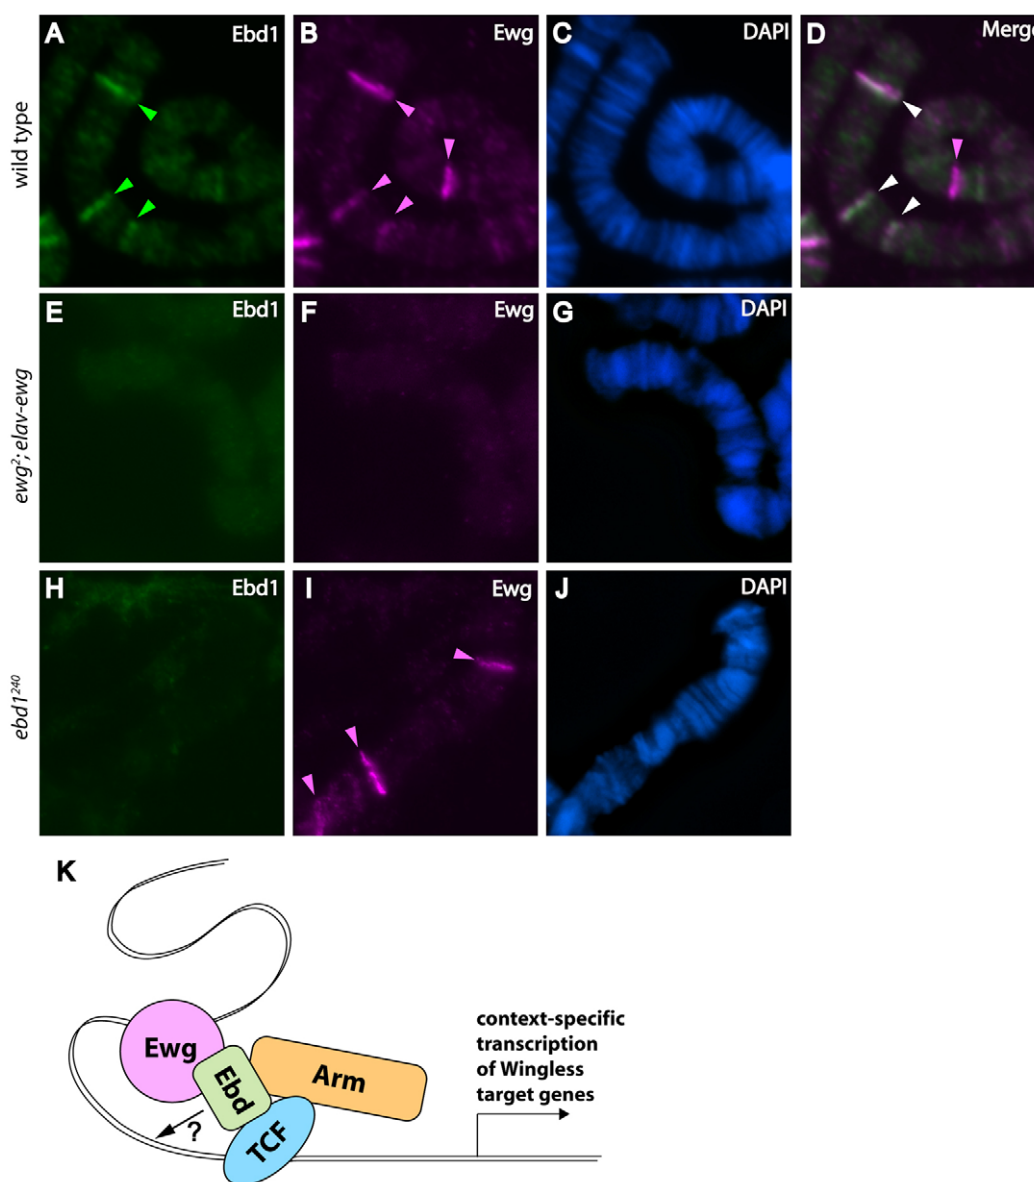 A Ebd1 B Ewg C DAPI D Merge
wild type
E Ebd1 F Ewg G DAPI
ewg²; elav-ewg
H Ebd1 I Ewg J DAPI
ebd1²⁴⁰
K
context-specific
transcription
of Wingless
target genes
Ewg
Ebd
Arm
?
TCF